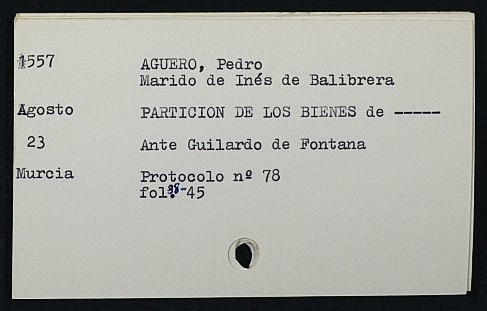 1557 AGUERO, Pedro
Marido de Inés de Balibrera
Agosto PARTICION DE LOS BIENES de -----
23 Ante Guilardo de Fontana
Murcia Protocolo nº 78
fol. 38-45